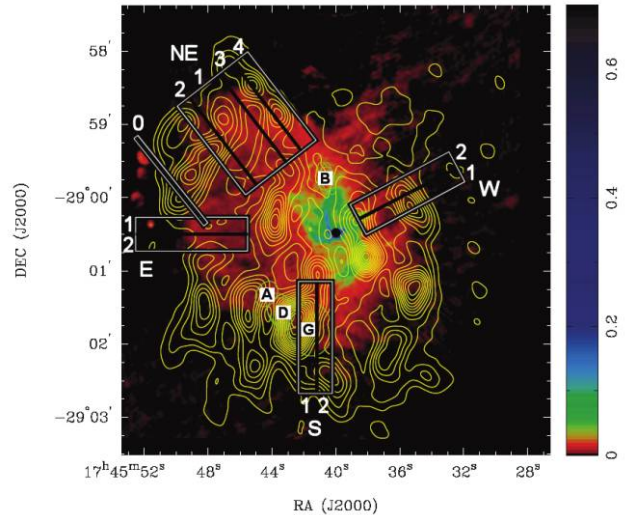 58'
59'
-29°00'
01'
02'
-29°03'
DEC (J2000)
17ʰ45ᵐ52ˢ 48ˢ 44ˢ 40ˢ 36ˢ 32ˢ 28ˢ
RA (J2000)
NE
2 1 3 4
0
1
2
E
B
2
1
W
A
D
G
1 2
S
0.6
0.4
0.2
0